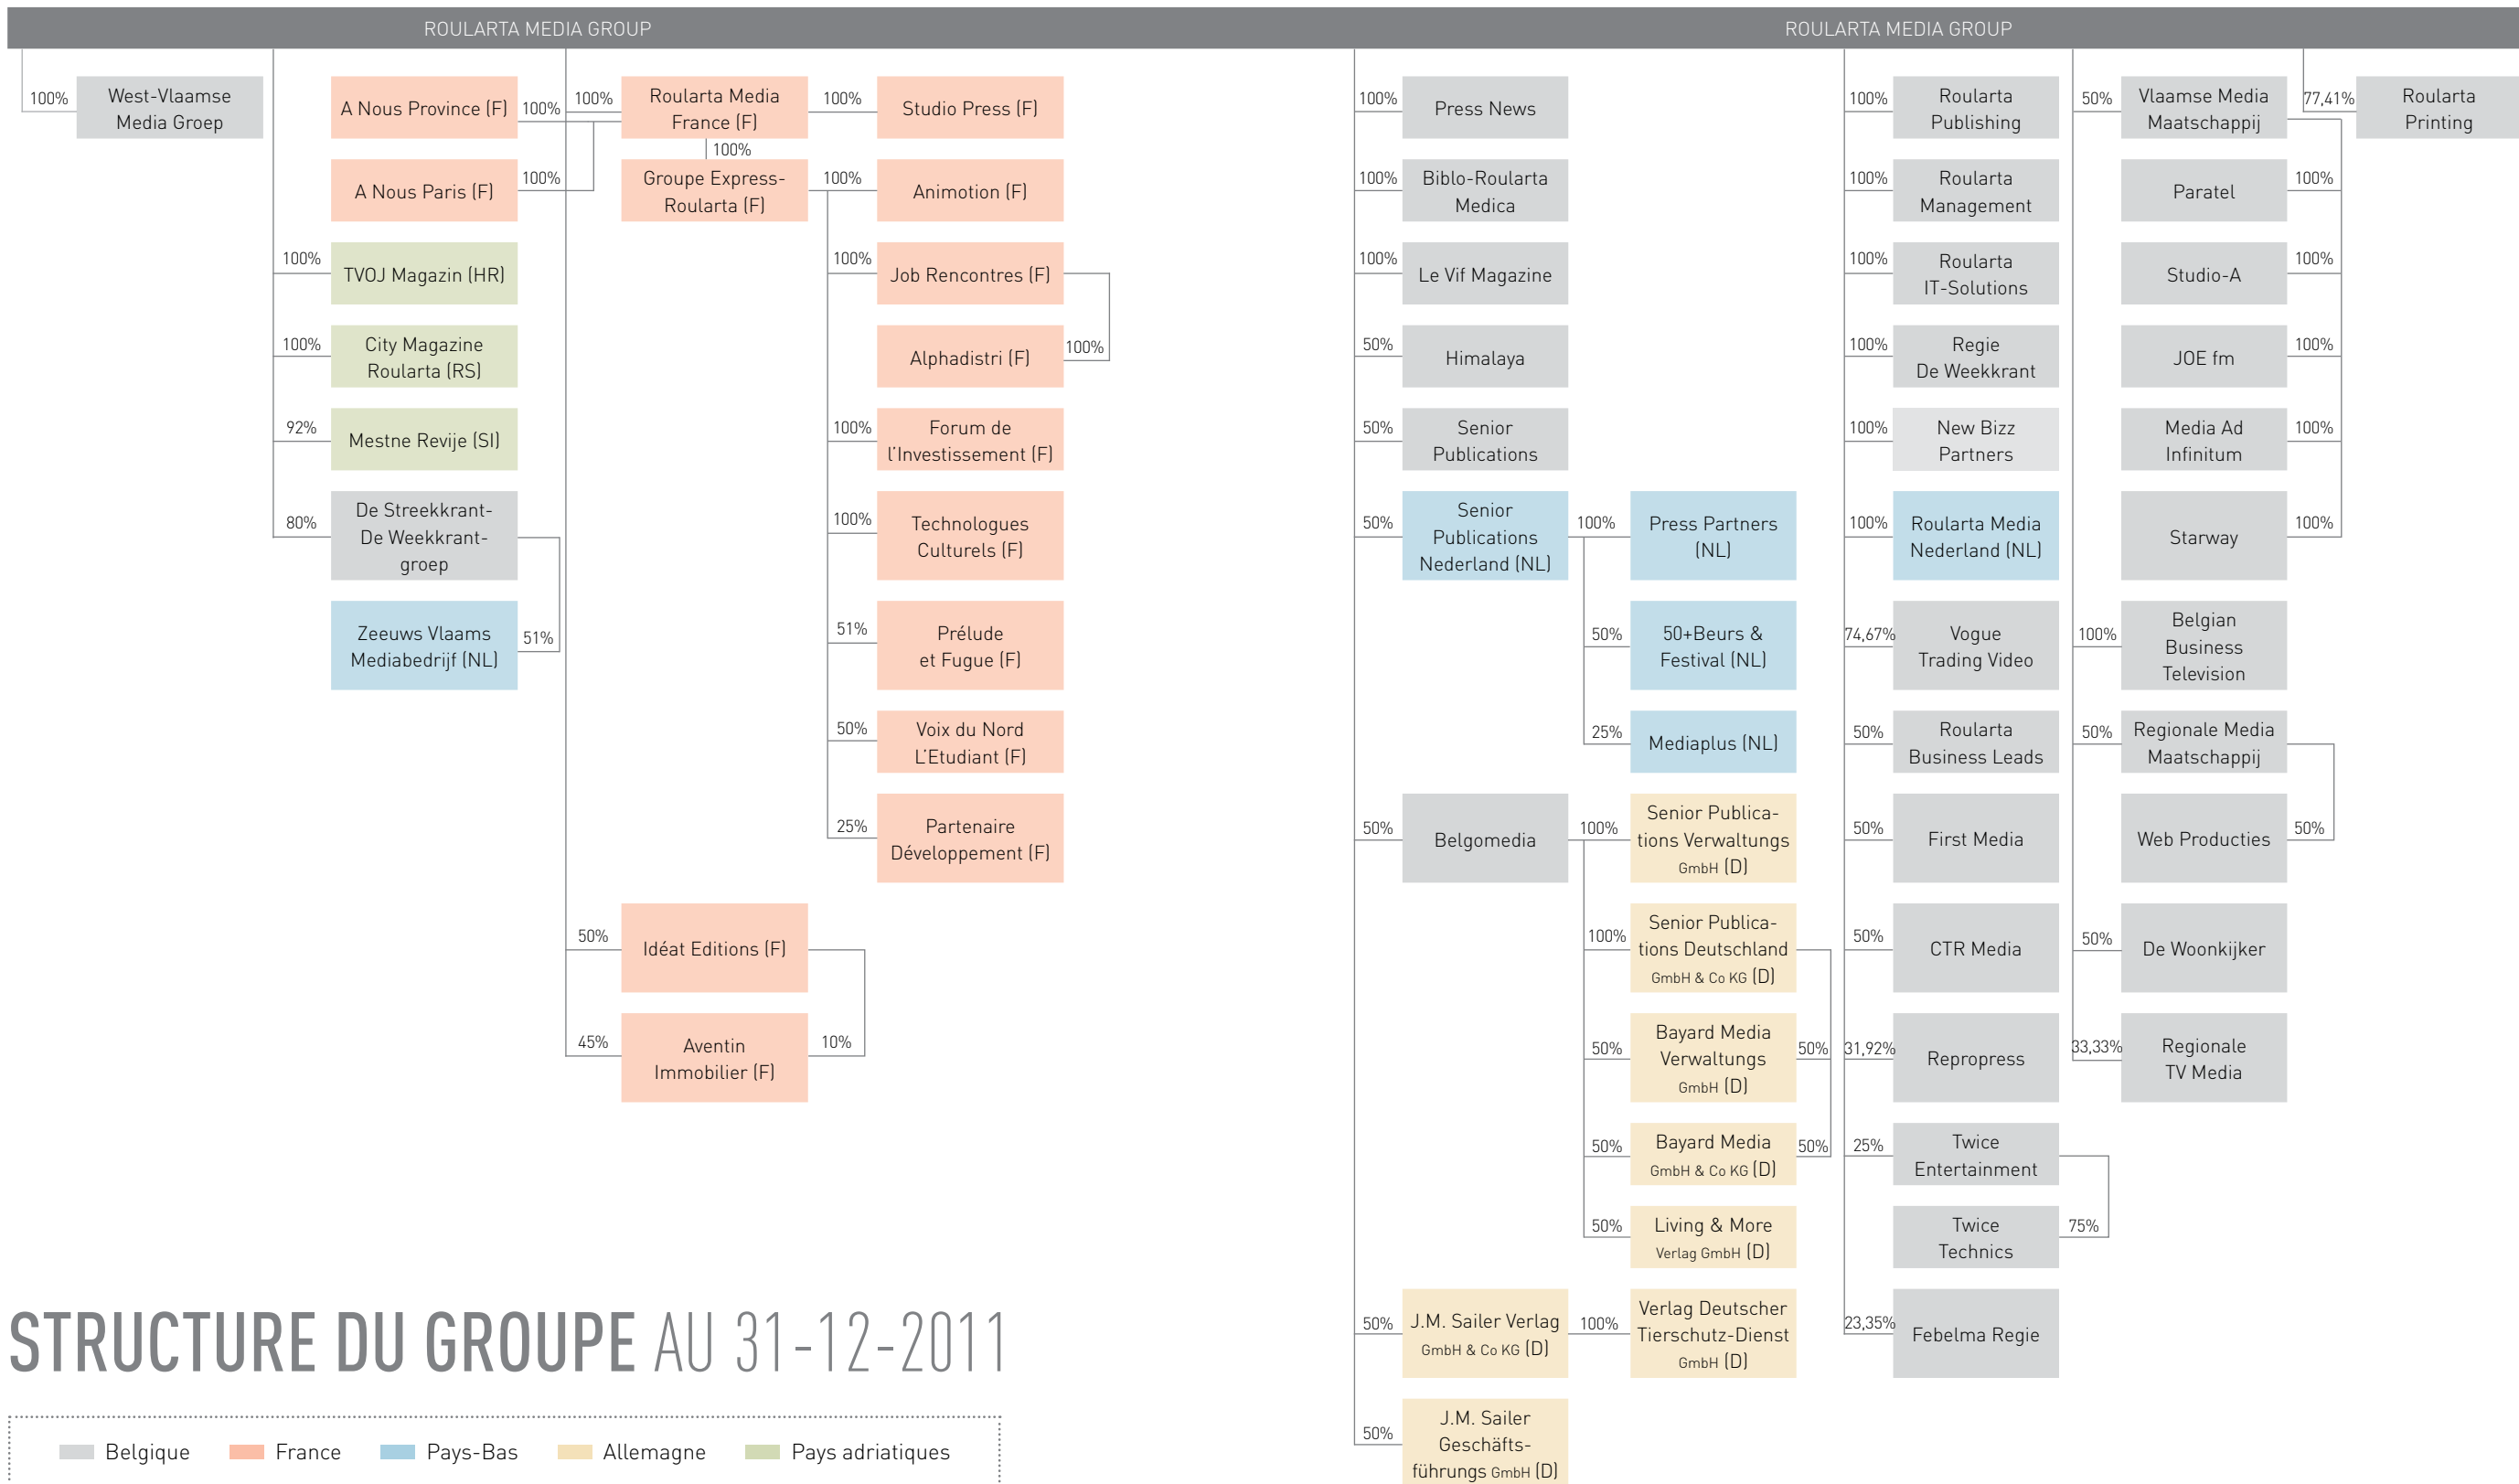 ROULARTA MEDIA GROUP
100%
West-Vlaamse
Media Groep
A Nous Province (F)
100%
100%
Roularta Media
France (F)
100%
Studio Press (F)
100%
A Nous Paris (F)
100%
Groupe Express-
Roularta (F)
100%
Animotion (F)
100%
TVOJ Magazin (HR)
100%
Job Rencontres (F)
100%
City Magazine
Roularta (RS)
Alphadistri (F)
100%
92%
Mestne Revije (SI)
100%
Forum de
l'Investissement (F)
80%
De Streekkrant-
De Weekkrant-
groep
100%
Technologues
Culturels (F)
Zeeuws Vlaams
Mediabedrijf (NL)
51%
51%
Prélude
et Fugue (F)
50%
Voix du Nord
L'Etudiant (F)
25%
Partenaire
Développement (F)
50%
Idéat Editions (F)
45%
Aventin
Immobilier (F)
10%
ROULARTA MEDIA GROUP
100%
Press News
100%
Biblo-Roularta
Medica
100%
Le Vif Magazine
50%
Himalaya
50%
Senior
Publications
50%
Senior
Publications
Nederland (NL)
100%
Press Partners
(NL)
50%
50+Beurs &
Festival (NL)
25%
Mediaplus (NL)
50%
Belgomedia
100%
Senior Publica-
tions Verwaltungs
GmbH (D)
100%
Senior Publica-
tions Deutschland
GmbH & Co KG (D)
50%
Bayard Media
Verwaltungs
GmbH (D)
50%
50%
Bayard Media
GmbH & Co KG (D)
50%
50%
Living & More
Verlag GmbH (D)
50%
J.M. Sailer Verlag
GmbH & Co KG (D)
100%
Verlag Deutscher
Tierschutz-Dienst
GmbH (D)
50%
J.M. Sailer
Geschäfts-
führungs GmbH (D)
100%
Roularta
Publishing
100%
Roularta
Management
100%
Roularta
IT-Solutions
100%
Regie
De Weekkrant
100%
New Bizz
Partners
100%
Roularta Media
Nederland (NL)
74,67%
Vogue
Trading Video
50%
Roularta
Business Leads
50%
First Media
50%
CTR Media
31,92%
Repropress
25%
Twice
Entertainment
Twice
Technics
75%
23,35%
Febelma Regie
50%
Vlaamse Media
Maatschappij
Paratel
100%
Studio-A
100%
JOE fm
100%
Media Ad
Infinitum
100%
Starway
100%
100%
Belgian
Business
Television
50%
Regionale Media
Maatschappij
Web Producties
50%
50%
De Woonkijker
33,33%
Regionale
TV Media
77,41%
Roularta
Printing
STRUCTURE DU GROUPE AU 31-12-2011
Belgique France Pays-Bas Allemagne Pays adriatiques